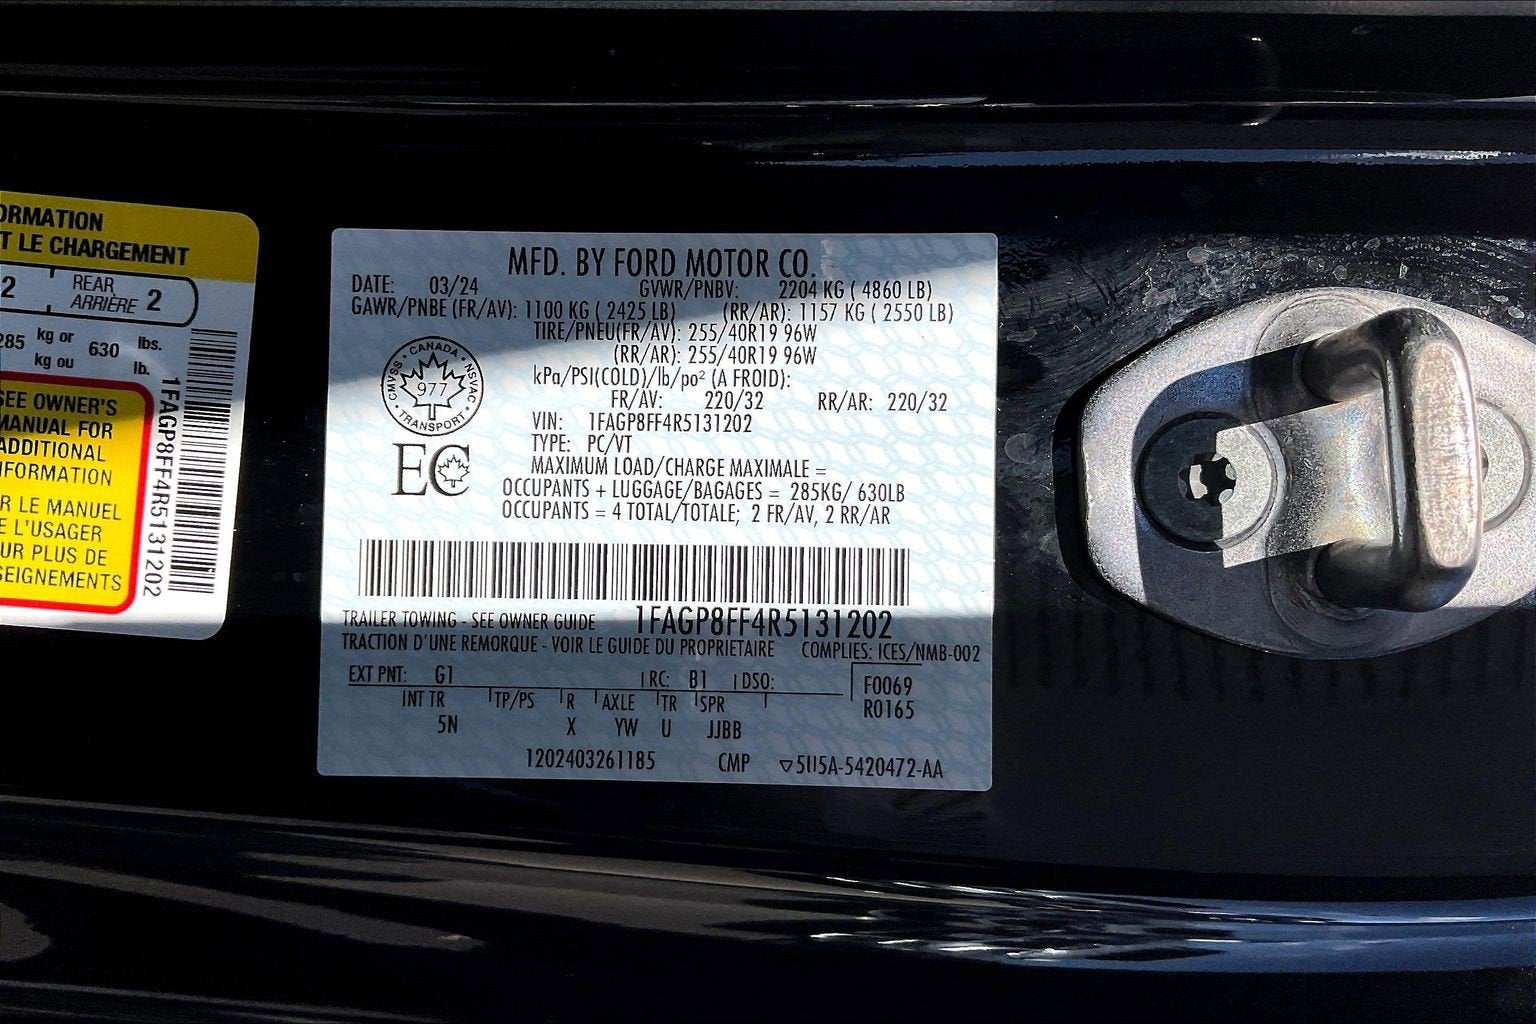 ORMATION
T LE CHARGEMENT
2 REAR ARRIÈRE 2
285 kg or kg ou 630 lbs. lb.
SEE OWNER'S
MANUAL FOR
ADDITIONAL
INFORMATION
R LE MANUEL
E L'USAGER
UR PLUS DE
SEIGNEMENTS
1FAGP8FF4R5131202
MFD. BY FORD MOTOR CO.
DATE: 03/24 GVWR/PNBV: 2204 KG ( 4860 LB)
GAWR/PNBE (FR/AV): 1100 KG ( 2425 LB) (RR/AR): 1157 KG ( 2550 LB)
TIRE/PNEU(FR/AV): 255/40R19 96W
(RR/AR): 255/40R19 96W
kPa/PSI(COLD)/lb/po² (A FROID):
FR/AV: 220/32 RR/AR: 220/32
VIN: 1FAGP8FF4R5131202
TYPE: PC/VT
MAXIMUM LOAD/CHARGE MAXIMALE =
OCCUPANTS + LUGGAGE/BAGAGES = 285KG/ 630LB
OCCUPANTS = 4 TOTAL/TOTALE; 2 FR/AV, 2 RR/AR
CANADA
CMVSS 977 NSVAC
TRANSPORT
EC
TRAILER TOWING - SEE OWNER GUIDE 1FAGP8FF4R5131202
TRACTION D'UNE REMORQUE - VOIR LE GUIDE DU PROPRIETAIRE COMPLIES: ICES/NMB-002
EXT PNT: G1 RC: B1 DSO: F0069
INT TR TP/PS R AXLE TR SPR R0165
5N X YW U JJBB
1202403261185 CMP ▽5U5A-5420472-AA